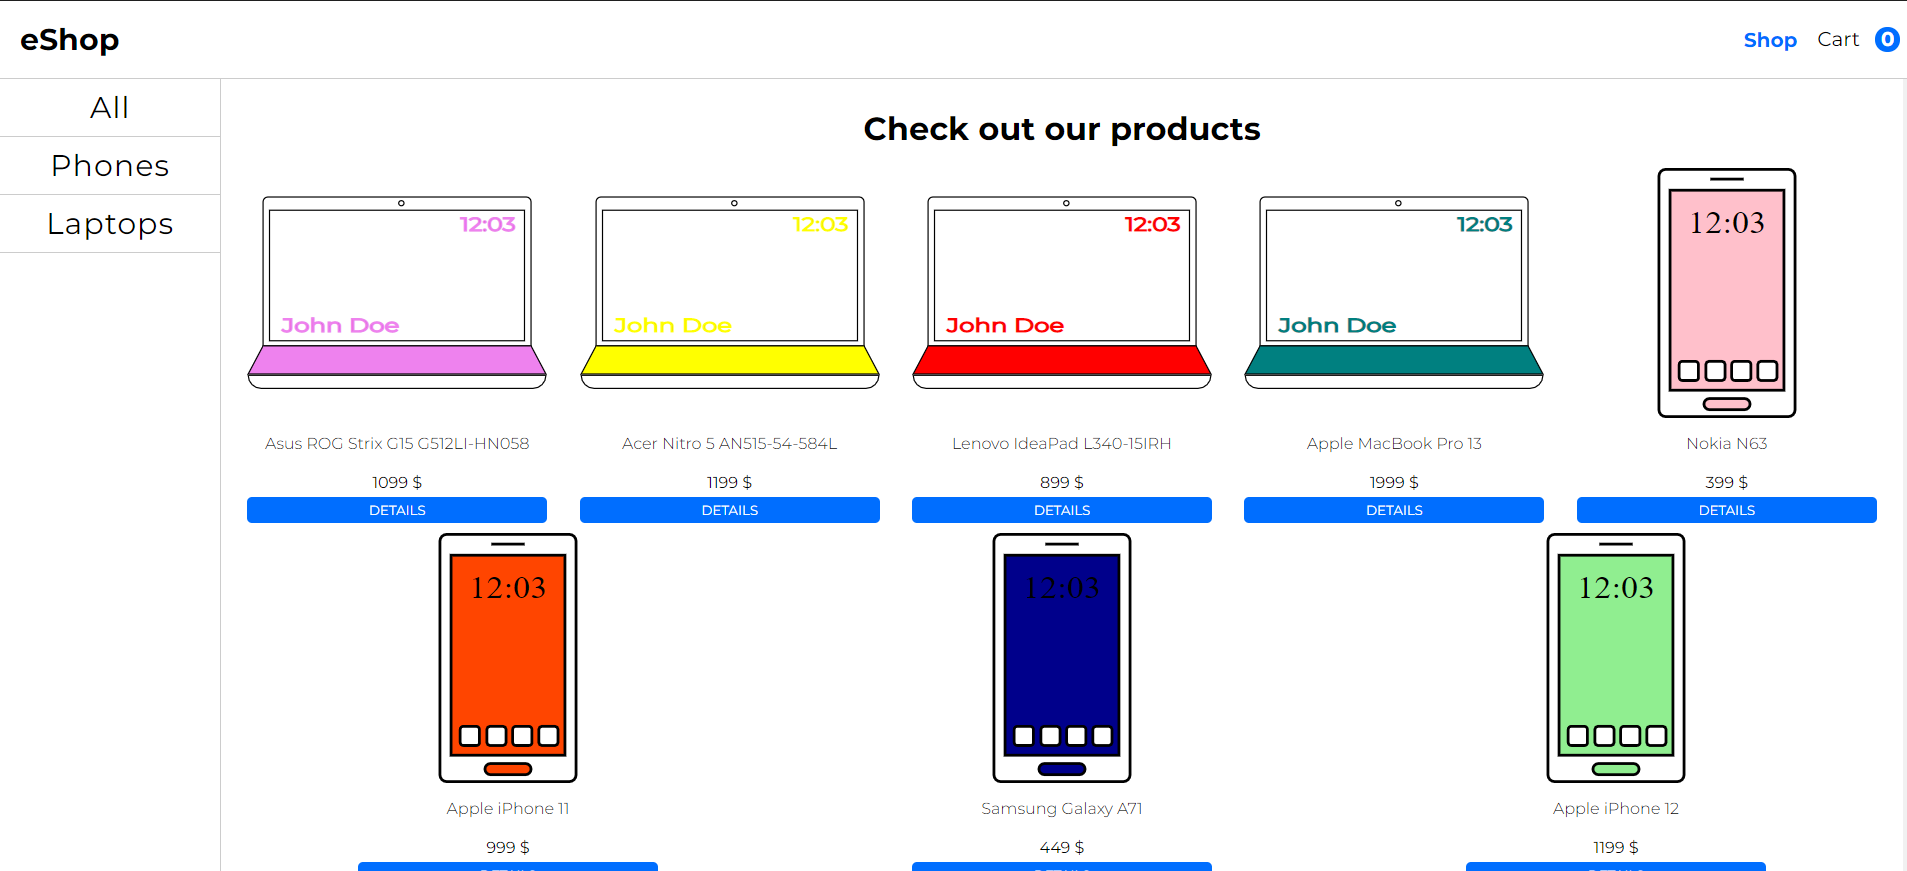 eShop
Shop Cart 0
All
Phones
Laptops
Check out our products
12:03
John Doe
12:03
John Doe
12:03
John Doe
12:03
John Doe
12:03
Asus ROG Strix G15 G512LI-HN058
1099 $
DETAILS
Acer Nitro 5 AN515-54-584L
1199 $
DETAILS
Lenovo IdeaPad L340-15IRH
899 $
DETAILS
Apple MacBook Pro 13
1999 $
DETAILS
Nokia N63
399 $
DETAILS
12:03
Apple iPhone 11
999 $
12:03
Samsung Galaxy A71
449 $
12:03
Apple iPhone 12
1199 $